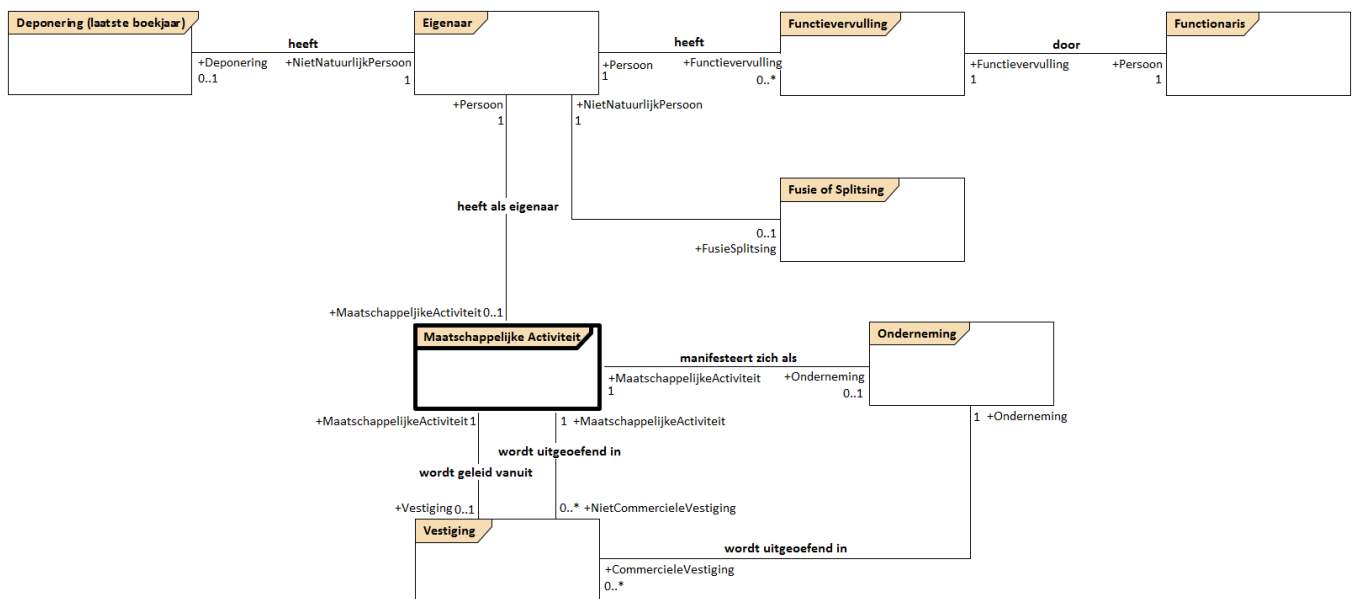 Deponering (laatste boekjaar)
Eigenaar
Functievervulling
Functionaris
heeft
heeft
door
+Deponering
0..1
+NietNatuurlijkPersoon
1
+Persoon
1
+Functievervulling
0..*
+Functievervulling
1
+Persoon
1
+Persoon
1
+NietNatuurlijkPersoon
1
Fusie of Splitsing
heeft als eigenaar
0..1
+FusieSplitsing
+MaatschappelijkeActiviteit 0..1
Maatschappelijke Activiteit
Onderneming
manifesteert zich als
+MaatschappelijkeActiviteit
1
+Onderneming
0..1
+MaatschappelijkeActiviteit 1
1 +MaatschappelijkeActiviteit
1 +Onderneming
wordt uitgeoefend in
wordt geleid vanuit
+Vestiging 0..1
0..* +NietCommercieleVestiging
Vestiging
wordt uitgeoefend in
+CommercieleVestiging
0..*